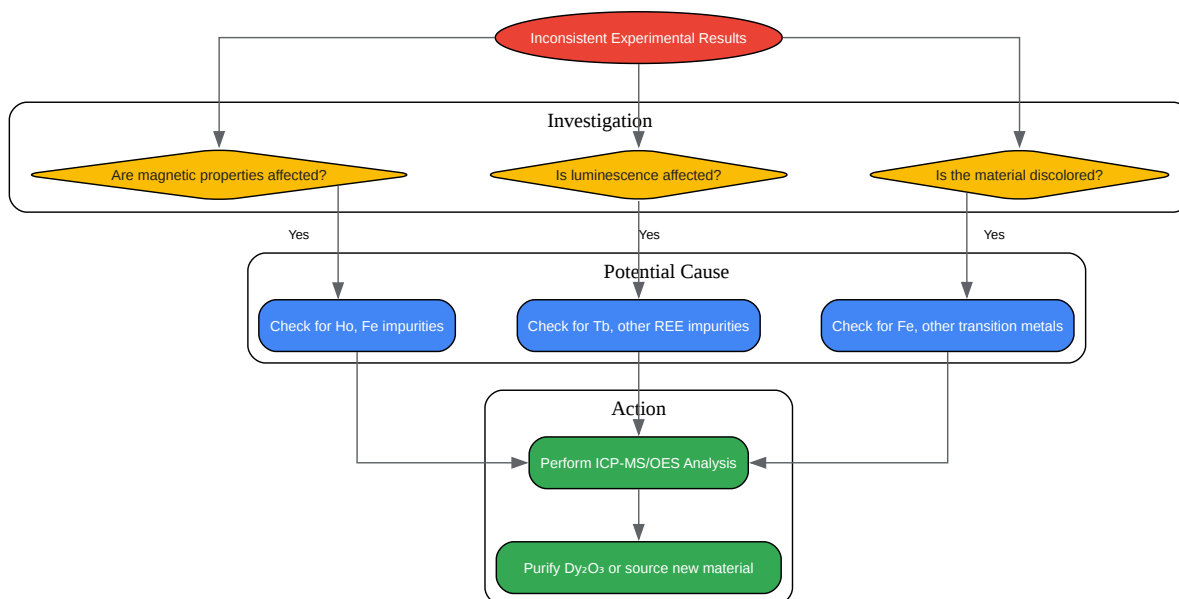 Inconsistent Experimental Results
Investigation
Are magnetic properties affected?
Is luminescence affected?
Is the material discolored?
Yes
Yes
Yes
Potential Cause
Check for Ho, Fe impurities
Check for Tb, other REE impurities
Check for Fe, other transition metals
Action
Perform ICP-MS/OES Analysis
Purify Dy₂O₃ or source new material